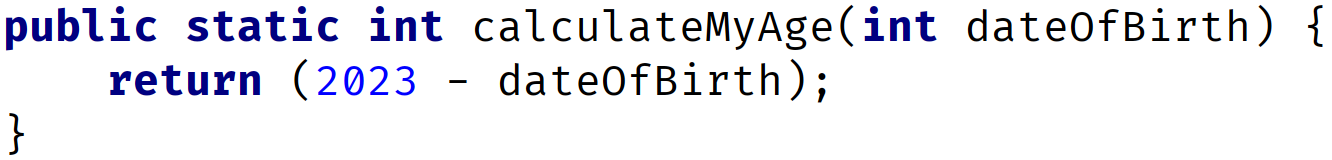 public static int calculateMyAge(int dateOfBirth) {
    return (2023 - dateOfBirth);
}